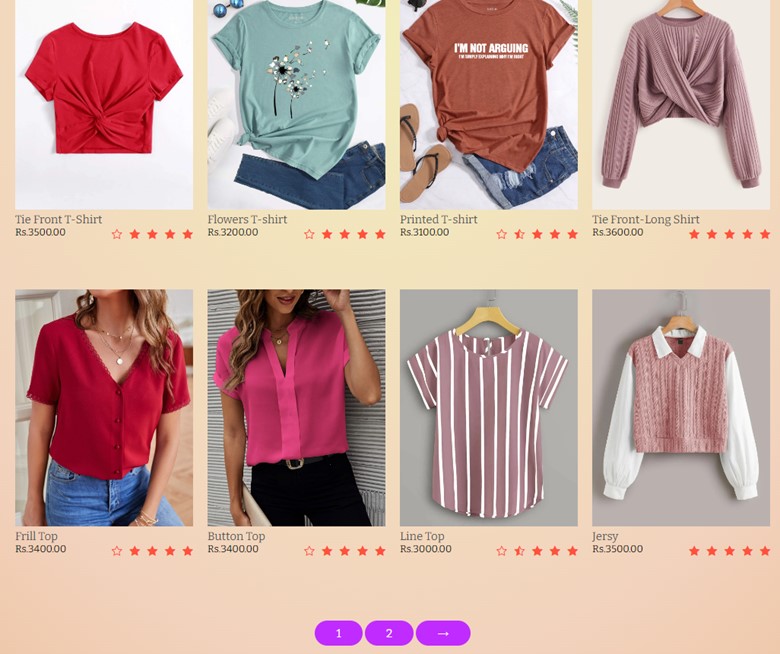 I'M NOT ARGUING
I'M SIMPLY EXPLAINING WHY I'M RIGHT
Tie Front T-Shirt
Rs.3500.00
Flowers T-shirt
Rs.3200.00
Printed T-shirt
Rs.3100.00
Tie Front-Long Shirt
Rs.3600.00
Frill Top
Rs.3400.00
Button Top
Rs.3400.00
Line Top
Rs.3000.00
Jersy
Rs.3500.00
1
2
→